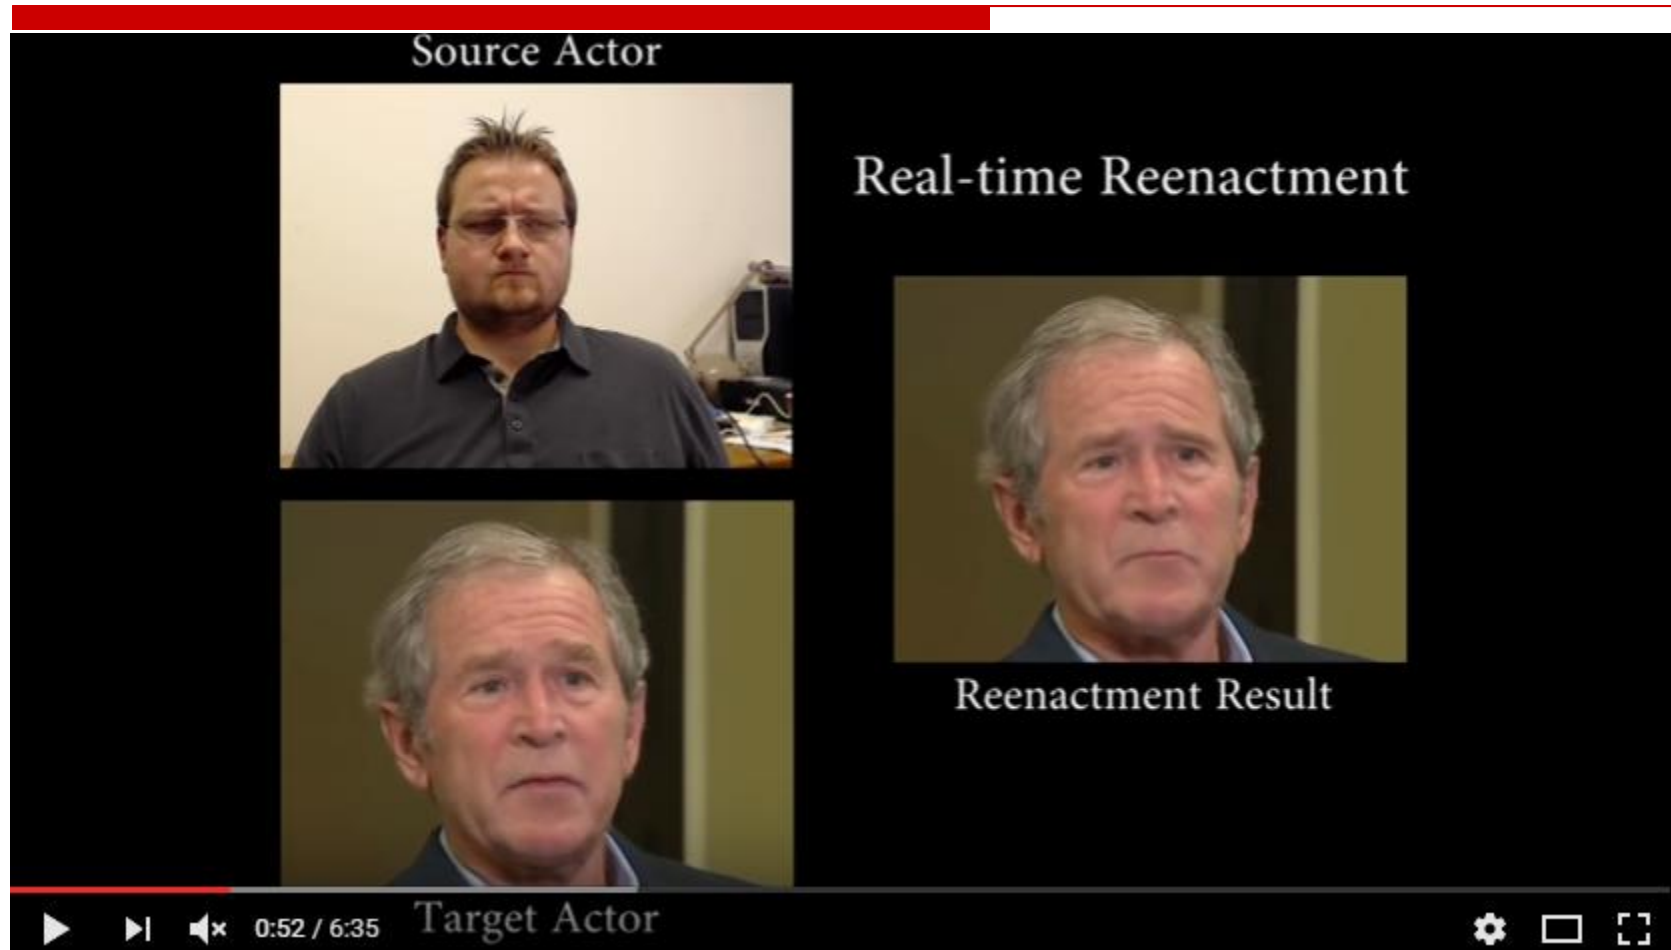 Source Actor
Real-time Reenactment
Reenactment Result
Target Actor
0:52 / 6:35